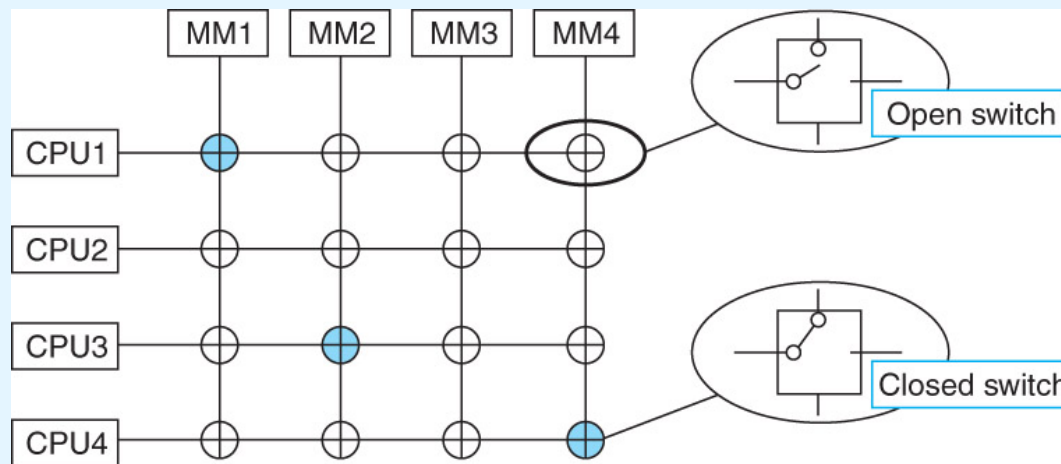 MM1 MM2 MM3 MM4
Open switch
CPU1
CPU2
CPU3
Closed switch
CPU4